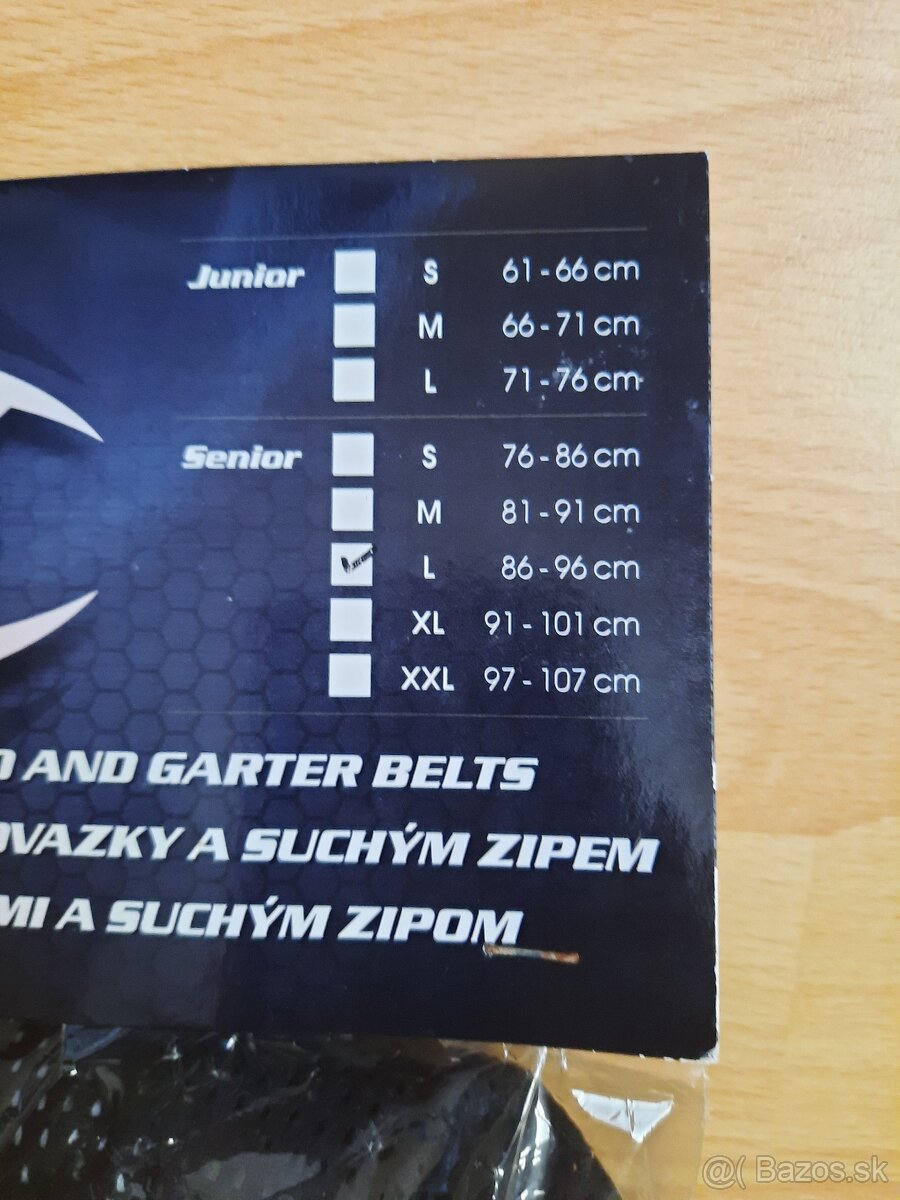 Junior S 61 - 66 cm
M 66 - 71 cm
L 71 - 76 cm
Senior S 76 - 86 cm
M 81 - 91 cm
L 86 - 96 cm
XL 91 - 101 cm
XXL 97 - 107 cm
AND GARTER BELTS
OVAZKY A SUCHÝM ZIPEM
MI A SUCHÝM ZIPOM
@( Bazos.sk